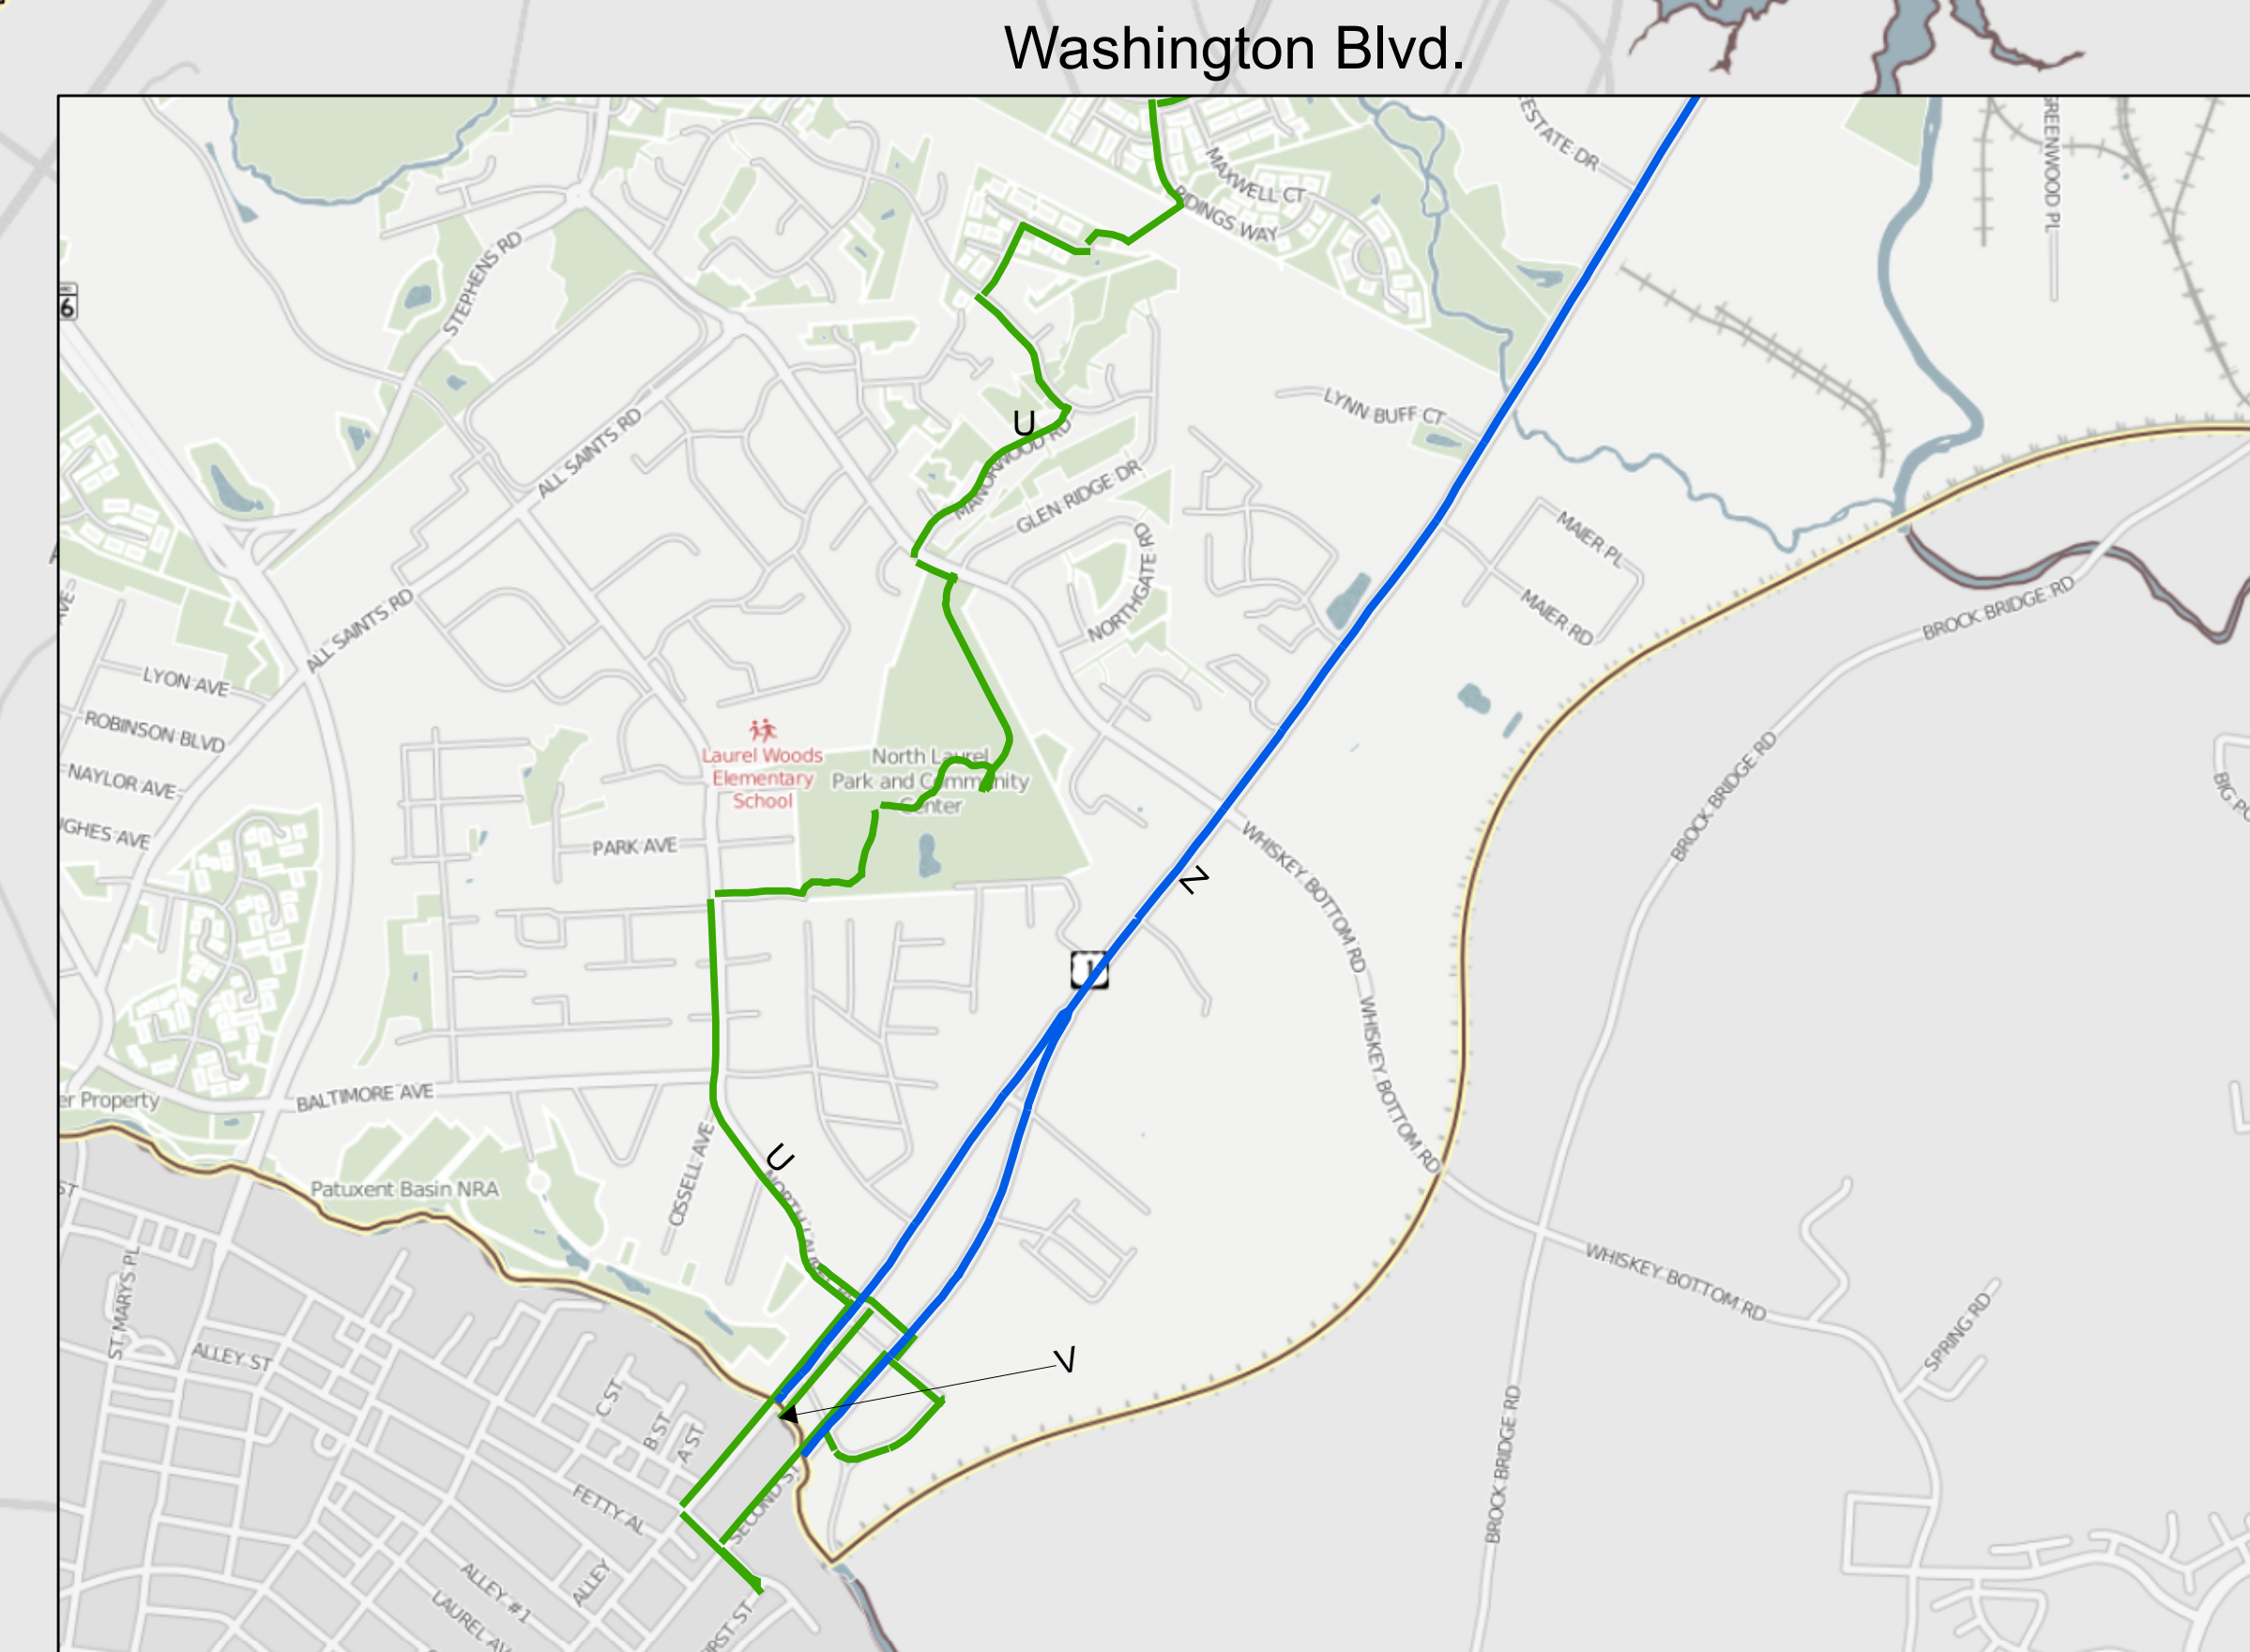 Washington Blvd.
ESTATE DR
GREENWOOD PL
MAXWELL CT
RIDINGS WAY
STEPHENS RD
6
LYNN BUFF CT
U
ALL SAINTS RD
MANORWOOD RD
GLEN RIDGE DR
MAIER PL
NORTHGATE RD
MAIER RD
BROCK BRIDGE RD
ALL SAINTS RD
AVE
LYON AVE
ROBINSON BLVD
Laurel Woods
Elementary
School
North Laurel
Park and Community
Center
NAYLOR AVE
BROCK BRIDGE RD
PARK AVE
WHISKEY BOTTOM RD
Z
1
WHISKEY BOTTOM RD
BALTIMORE AVE
er Property
CISSELL AVE
U
Patuxent Basin NRA
ST
ST MARYS PL
WHISKEY BOTTOM RD
SPRING RD
ALLEY ST
V
C ST
B ST
A ST
FETTY AL
SECOND ST
BROCK BRIDGE RD
ALLEY #1
ALLEY